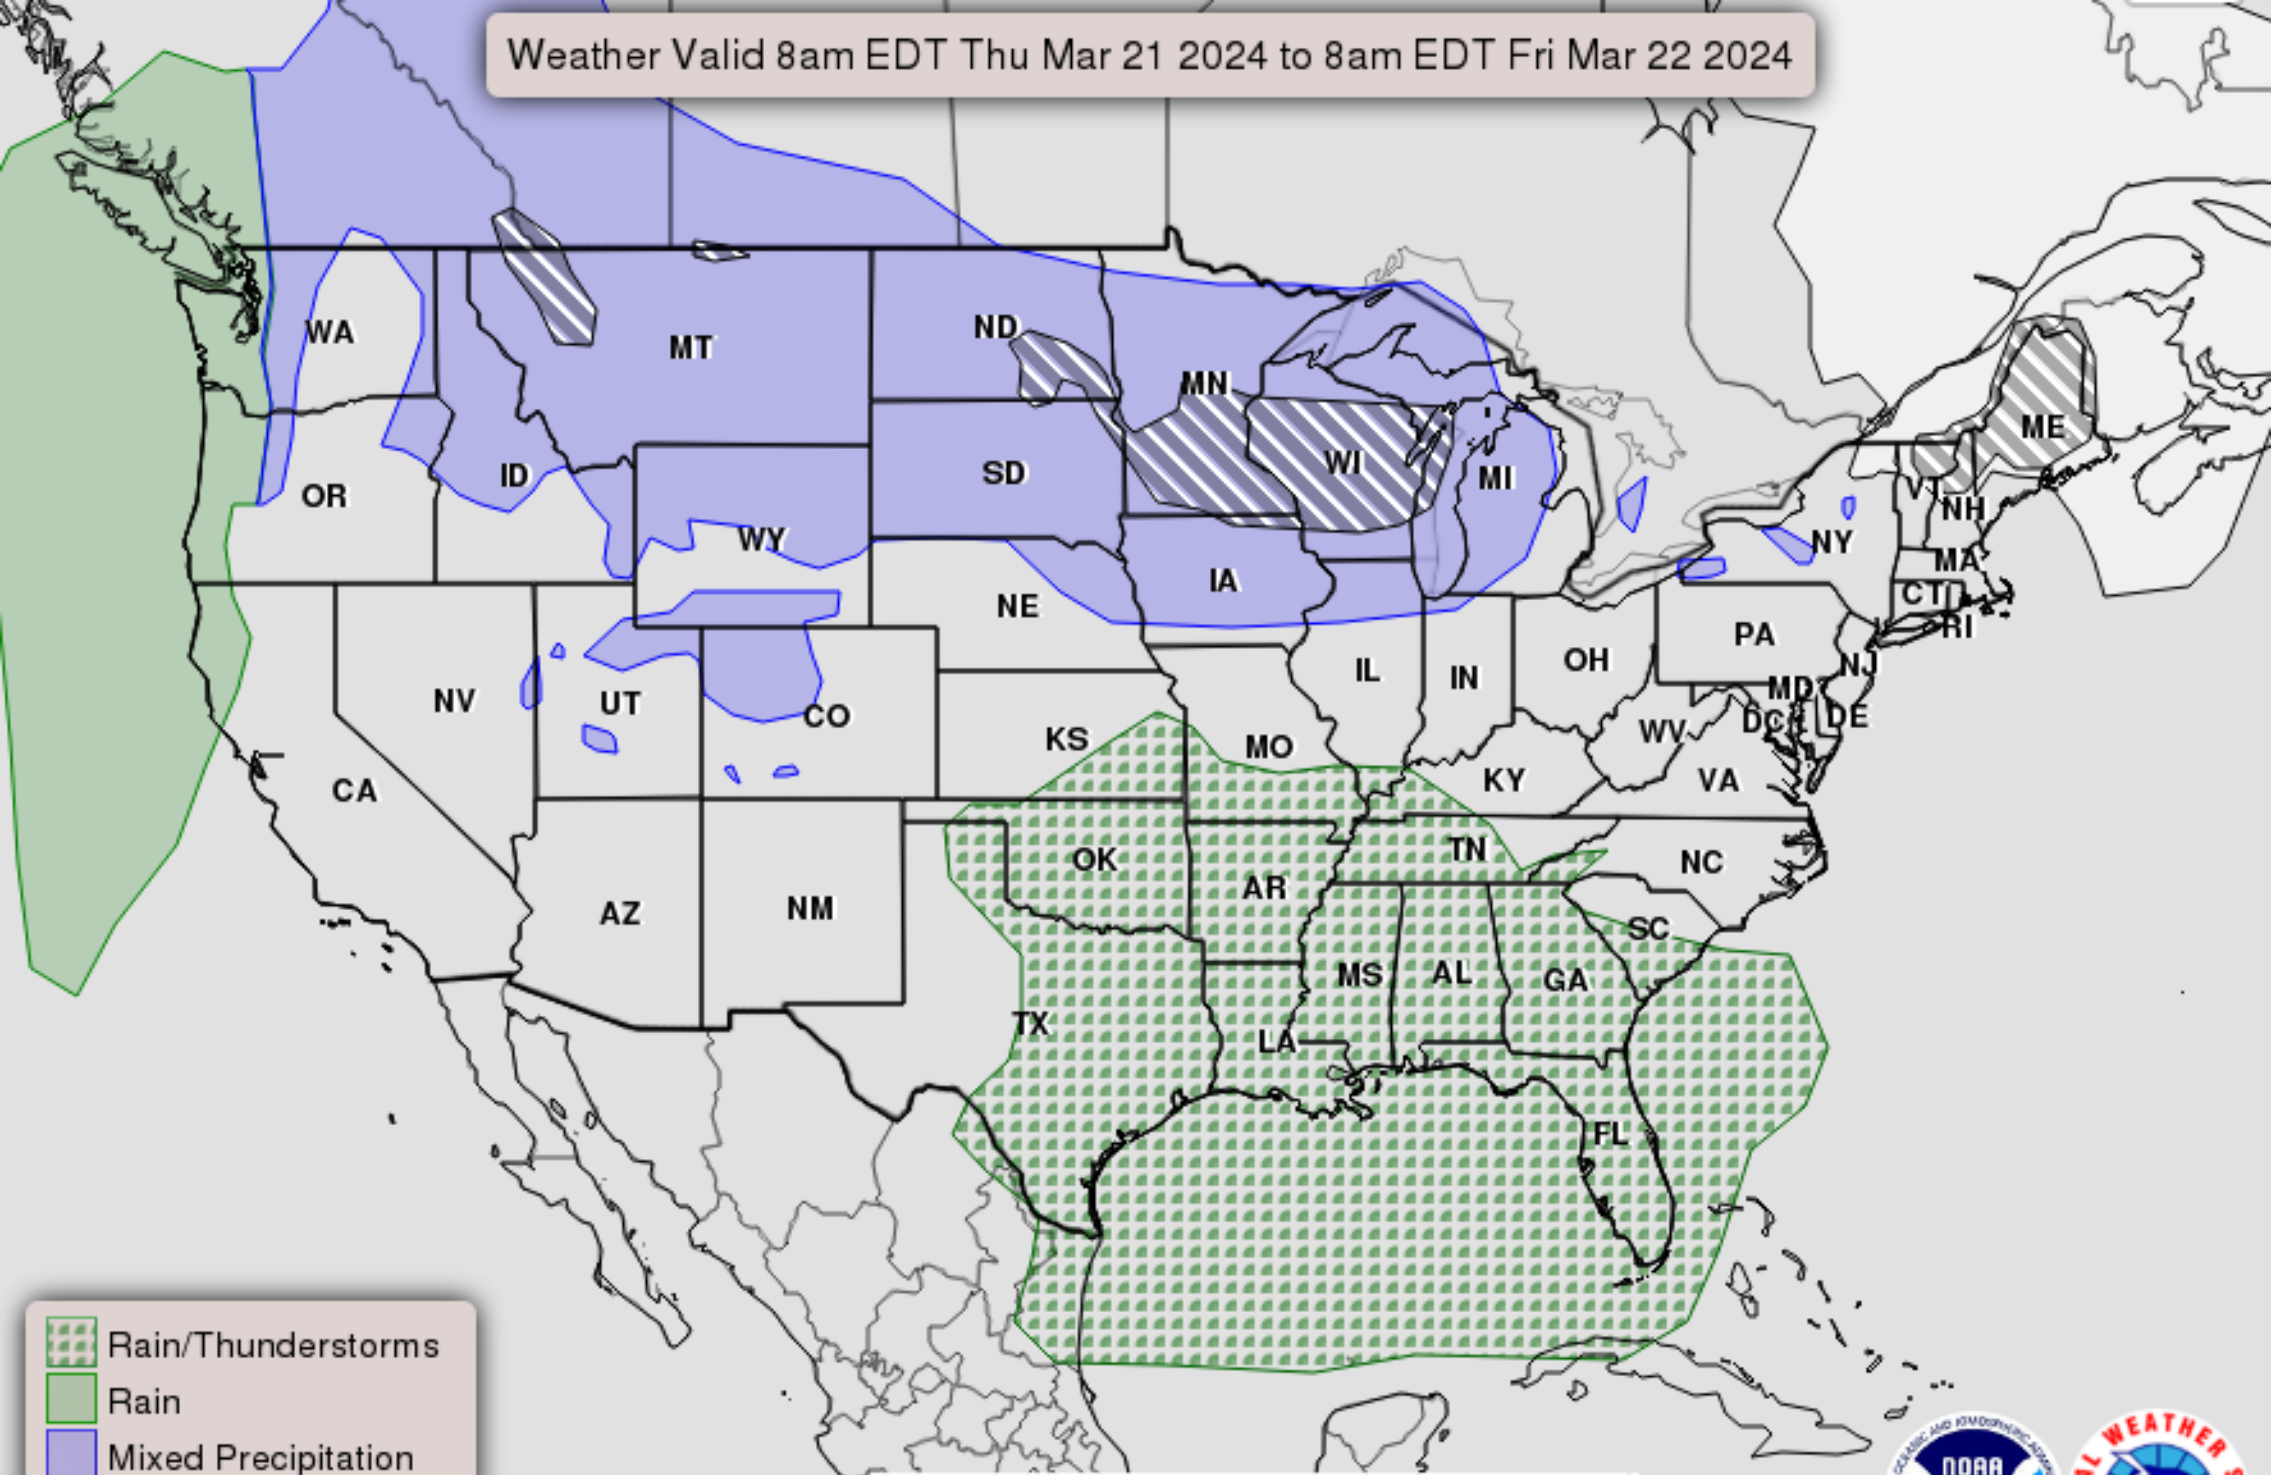 Weather Valid 8am EDT Thu Mar 21 2024 to 8am EDT Fri Mar 22 2024
WA
MT
ND
MN
ME
OR
ID
SD
WI
MI
VT
NH
WY
NY
MA
IA
CT
NE
RI
PA
IL
IN
OH
NJ
NV
UT
CO
MD
DC
DE
WV
KS
MO
CA
KY
VA
OK
TN
NC
AR
AZ
NM
SC
MS
AL
GA
TX
LA
FL
Rain/Thunderstorms
Rain
Mixed Precipitation
NOAA
WEATHER